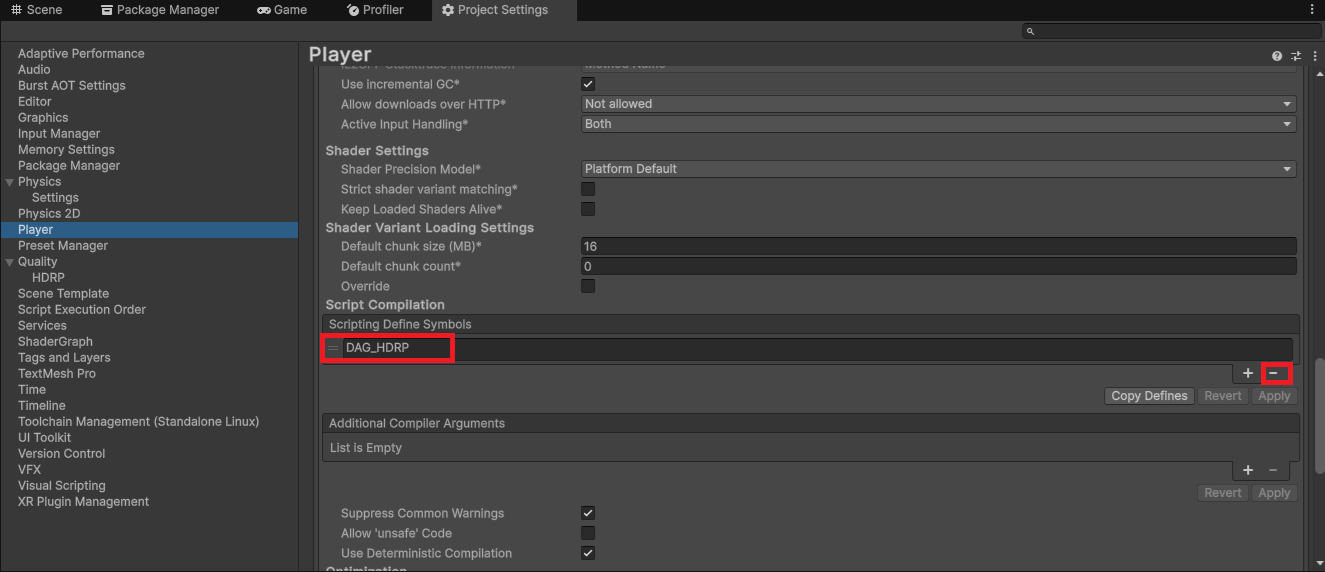 Scene Package Manager Game Profiler Project Settings
Player
Adaptive Performance
Audio
Burst AOT Settings
Editor
Graphics
Input Manager
Memory Settings
Package Manager
Physics
Settings
Physics 2D
Player
Preset Manager
Quality
HDRP
Scene Template
Script Execution Order
Services
ShaderGraph
Tags and Layers
TextMesh Pro
Time
Timeline
Toolchain Management (Standalone Linux)
UI Toolkit
Version Control
VFX
Visual Scripting
XR Plugin Management
Use incremental GC*
Allow downloads over HTTP* Not allowed
Active Input Handling* Both
Shader Settings
Shader Precision Model* Platform Default
Strict shader variant matching*
Keep Loaded Shaders Alive*
Shader Variant Loading Settings
Default chunk size (MB)* 16
Default chunk count* 0
Override
Script Compilation
Scripting Define Symbols
DAG_HDRP
+ −
Copy Defines Revert Apply
Additional Compiler Arguments
List is Empty
+ −
Revert Apply
Suppress Common Warnings
Allow 'unsafe' Code
Use Deterministic Compilation